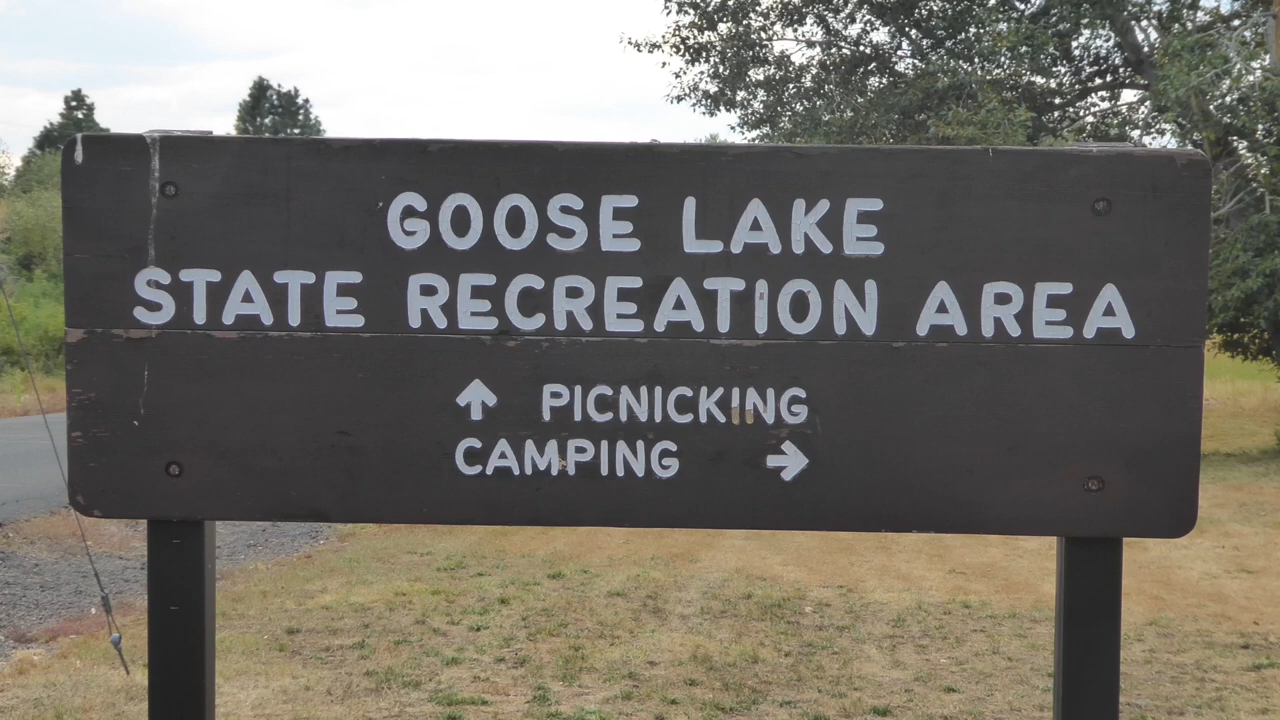 GOOSE LAKE
STATE RECREATION AREA
↑ PICNICKING
CAMPING →